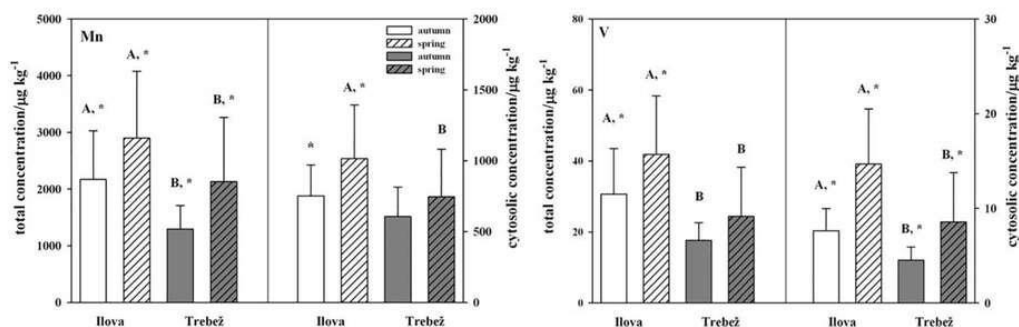 5000
4000
3000
2000
1000
0
total concentration/µg kg-1
Mn
A, *
A, *
B, *
B, *
*
A, *
B
autumn
spring
autumn
spring
2000
1500
1000
500
0
cytosolic concentration/µg kg-1
Ilova
Trebež
Ilova
Trebež
80
60
40
20
0
total concentration/µg kg-1
V
A, *
A, *
B
B
A, *
A, *
B, *
B, *
30
20
10
0
cytosolic concentration/µg kg-1
Ilova
Trebež
Ilova
Trebež